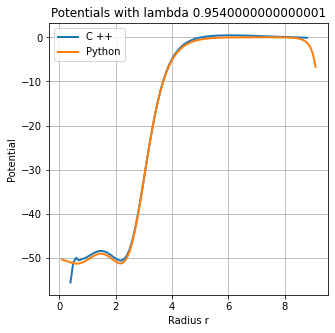 Potentials with lambda 0.9540000000000001
C ++
Python
0
−10
−20
−30
−40
−50
Potential
0 2 4 6 8
Radius r